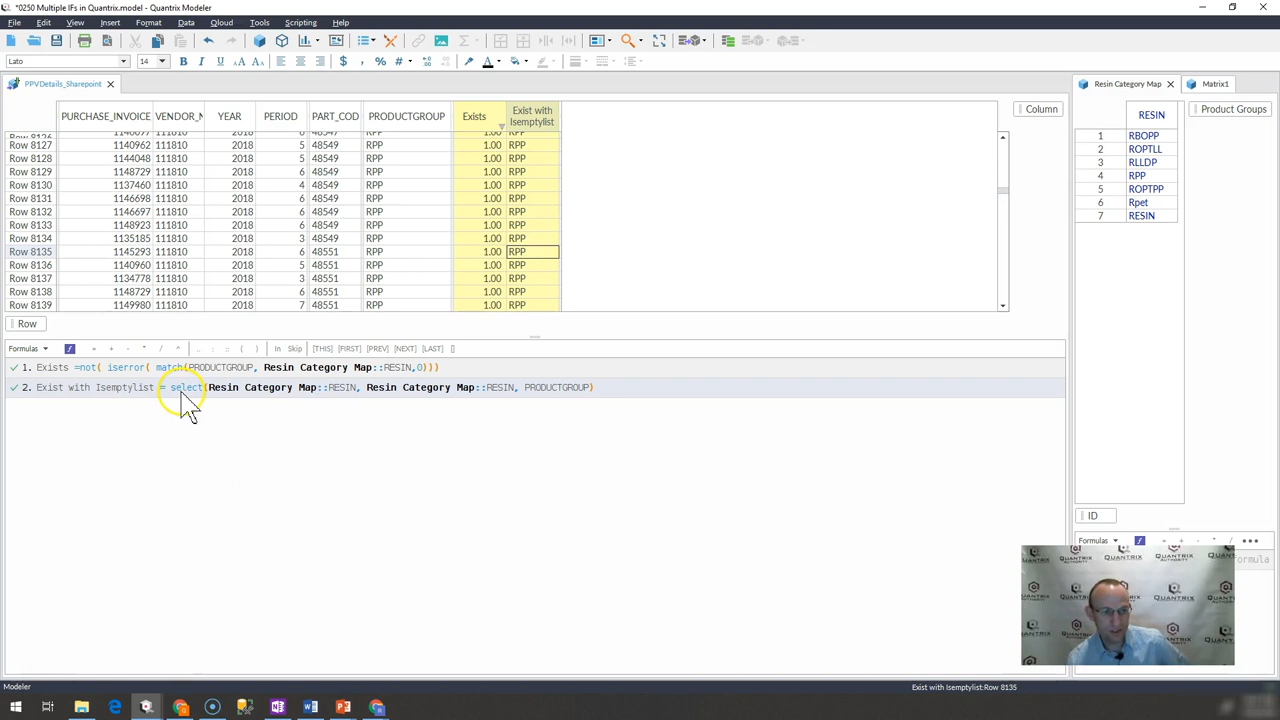 *0250 Multiple IFs in Quantrix.model - Quantrix Modeler
File Edit View Insert Format Data Qloud Tools Scripting Help
Lato 14
PPVDetails_Sharepoint
Resin Category Map Matrix1
PURCHASE_INVOICE VENDOR_N YEAR PERIOD PART_COD PRODUCTGROUP Exists Exist with Isemptylist
Column
Row 8127 1140962 111810 2018 5 48549 RPP 1.00 RPP
Row 8128 1144048 111810 2018 5 48549 RPP 1.00 RPP
Row 8129 1148729 111810 2018 6 48549 RPP 1.00 RPP
Row 8130 1137460 111810 2018 4 48549 RPP 1.00 RPP
Row 8131 1146698 111810 2018 6 48549 RPP 1.00 RPP
Row 8132 1146697 111810 2018 6 48549 RPP 1.00 RPP
Row 8133 1148923 111810 2018 6 48549 RPP 1.00 RPP
Row 8134 1135185 111810 2018 3 48549 RPP 1.00 RPP
Row 8135 1145293 111810 2018 6 48551 RPP 1.00 RPP
Row 8136 1140960 111810 2018 5 48551 RPP 1.00 RPP
Row 8137 1134778 111810 2018 3 48551 RPP 1.00 RPP
Row 8138 1148729 111810 2018 6 48551 RPP 1.00 RPP
Row 8139 1149980 111810 2018 7 48551 RPP 1.00 RPP
Row
RESIN
Product Groups
1 RBOPP
2 ROPTLL
3 RLLDP
4 RPP
5 ROPTPP
6 Rpet
7 RESIN
ID
Formulas = + - * / ^ .. : :: { } In Skip [THIS] [FIRST] [PREV] [NEXT] [LAST] []
1. Exists =not( iserror( match(PRODUCTGROUP, Resin Category Map::RESIN,0)))
2. Exist with Isemptylist = select(Resin Category Map::RESIN, Resin Category Map::RESIN, PRODUCTGROUP)
Formulas = + - * /
Formula
QUANTRIX AUTHORITY
Modeler
Exist with Isemptylist:Row 8135